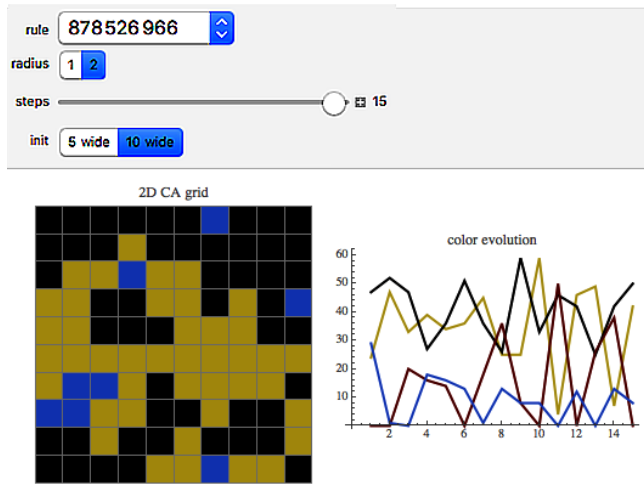 rule 878526966
radius 1 2
steps 15
init 5 wide 10 wide
2D CA grid
color evolution
60
50
40
30
20
10
2 4 6 8 10 12 14